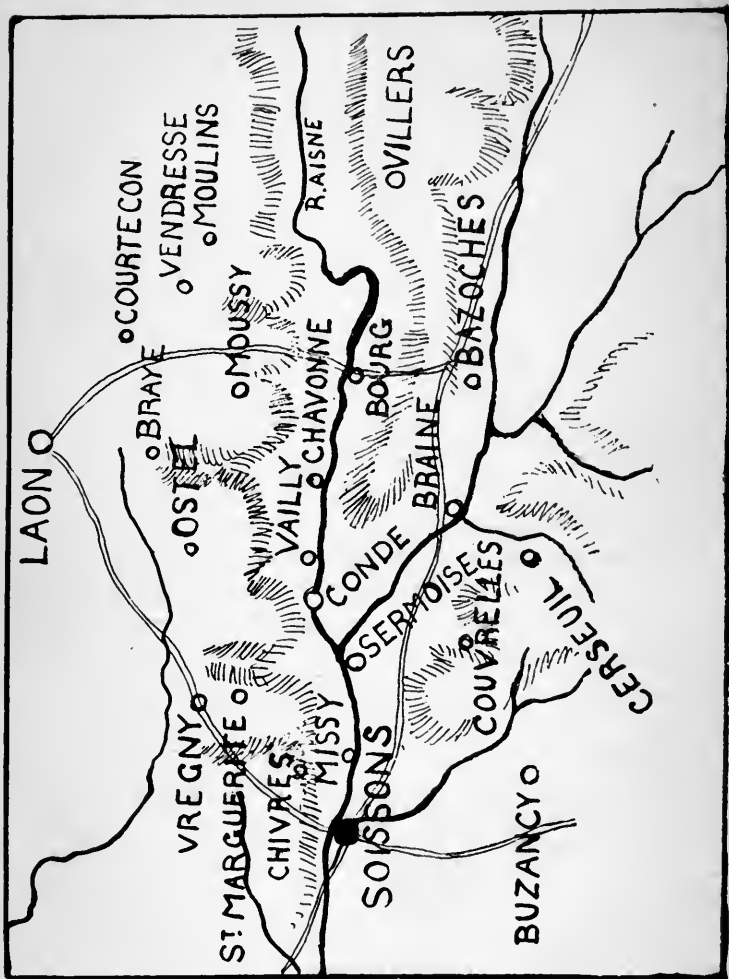 LAON
COURTECON
VENDRESSE
MOULINS
BRAYE
OSTEL
MOUSSY
VREGNY
ST MARGUERITE
CHIVRES
MISSY
VAILLY
CHAVONNE
R. AISNE
CONDE
BOURG
VILLERS
SOISSONS
SERMOISE
BRAINE
BAZOCHES
COUVRELLES
CERSEUIL
BUZANCY